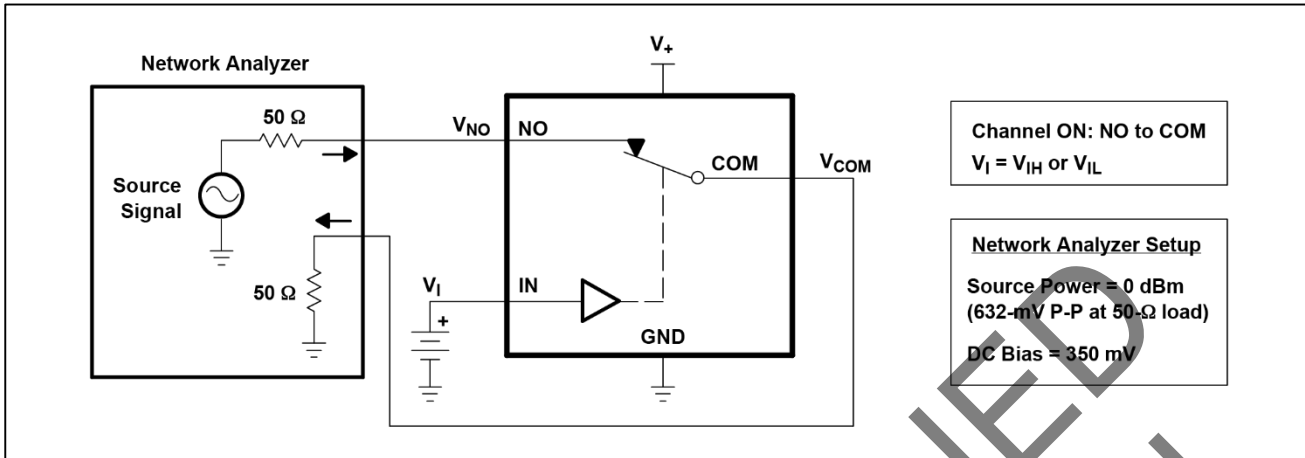 Network Analyzer
50 Ω
Source
Signal
50 Ω
V+
VNO
NO
COM
VCOM
VI
+
IN
GND
Channel ON: NO to COM
VI = VIH or VIL
Network Analyzer Setup
Source Power = 0 dBm
(632-mV P-P at 50-Ω load)
DC Bias = 350 mV